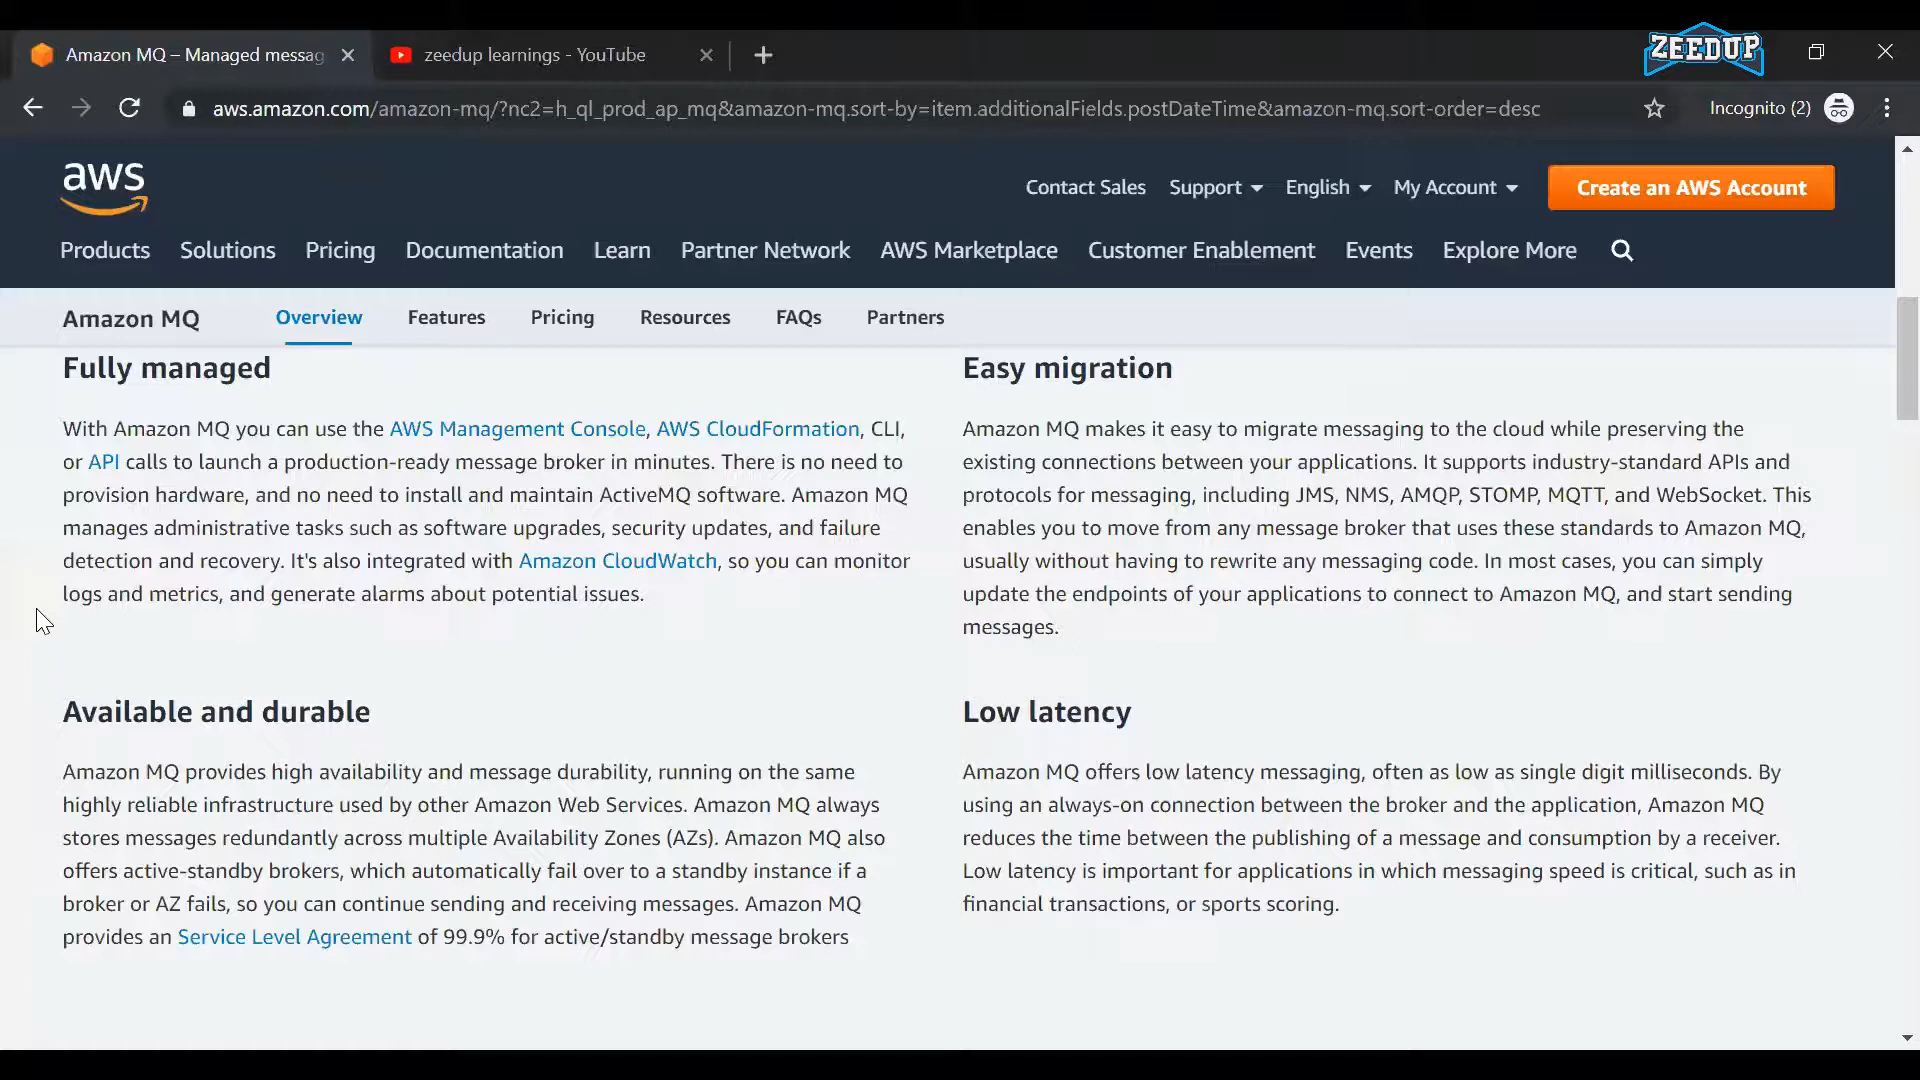 Amazon MQ – Managed messag
zeedup learnings - YouTube
ZEEDUP
aws.amazon.com/amazon-mq/?nc2=h_ql_prod_ap_mq&amazon-mq.sort-by=item.additionalFields.postDateTime&amazon-mq.sort-order=desc
Incognito (2)
aws
Contact Sales
Support
English
My Account
Create an AWS Account
Products
Solutions
Pricing
Documentation
Learn
Partner Network
AWS Marketplace
Customer Enablement
Events
Explore More
Amazon MQ
Overview
Features
Pricing
Resources
FAQs
Partners
Fully managed
With Amazon MQ you can use the AWS Management Console, AWS CloudFormation, CLI,
or API calls to launch a production-ready message broker in minutes. There is no need to
provision hardware, and no need to install and maintain ActiveMQ software. Amazon MQ
manages administrative tasks such as software upgrades, security updates, and failure
detection and recovery. It's also integrated with Amazon CloudWatch, so you can monitor
logs and metrics, and generate alarms about potential issues.
Easy migration
Amazon MQ makes it easy to migrate messaging to the cloud while preserving the
existing connections between your applications. It supports industry-standard APIs and
protocols for messaging, including JMS, NMS, AMQP, STOMP, MQTT, and WebSocket. This
enables you to move from any message broker that uses these standards to Amazon MQ,
usually without having to rewrite any messaging code. In most cases, you can simply
update the endpoints of your applications to connect to Amazon MQ, and start sending
messages.
Available and durable
Amazon MQ provides high availability and message durability, running on the same
highly reliable infrastructure used by other Amazon Web Services. Amazon MQ always
stores messages redundantly across multiple Availability Zones (AZs). Amazon MQ also
offers active-standby brokers, which automatically fail over to a standby instance if a
broker or AZ fails, so you can continue sending and receiving messages. Amazon MQ
provides an Service Level Agreement of 99.9% for active/standby message brokers
Low latency
Amazon MQ offers low latency messaging, often as low as single digit milliseconds. By
using an always-on connection between the broker and the application, Amazon MQ
reduces the time between the publishing of a message and consumption by a receiver.
Low latency is important for applications in which messaging speed is critical, such as in
financial transactions, or sports scoring.